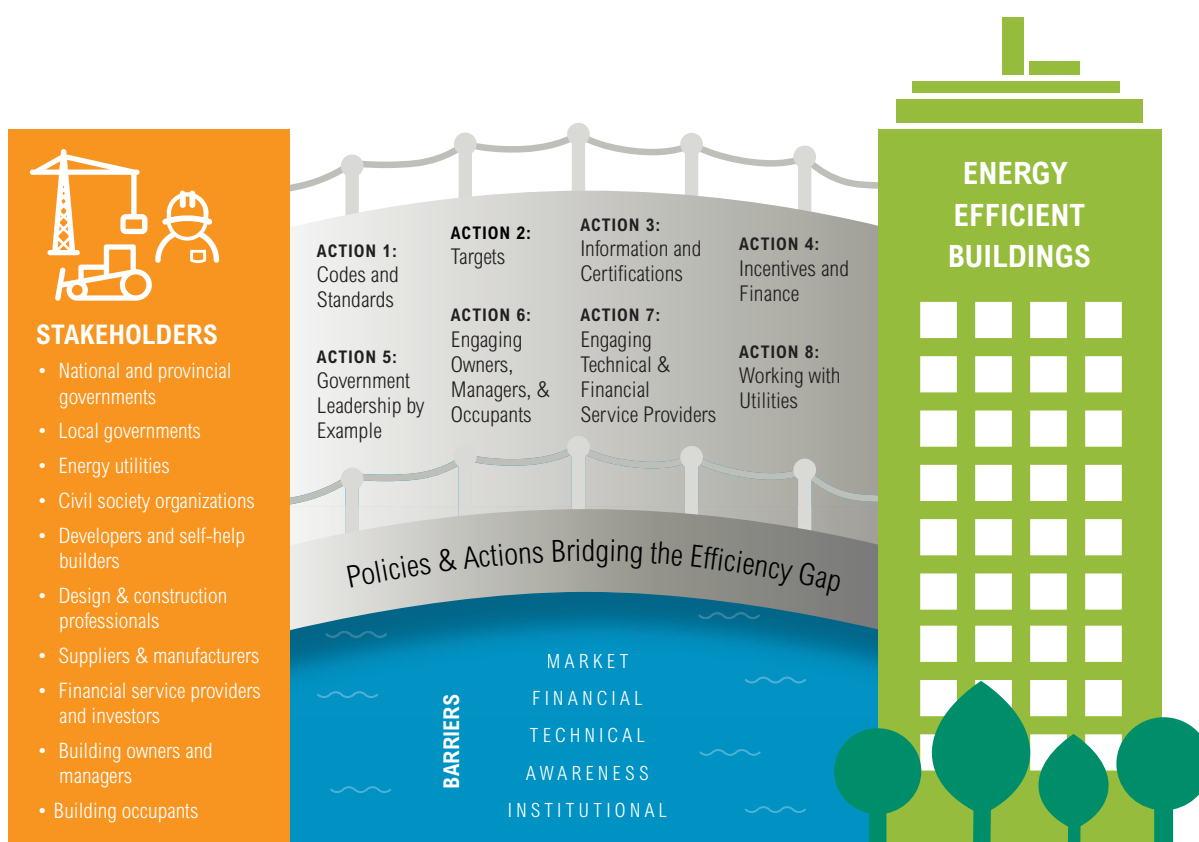 STAKEHOLDERS
• National and provincial
governments
• Local governments
• Energy utilities
• Civil society organizations
• Developers and self-help
builders
• Design & construction
professionals
• Suppliers & manufacturers
• Financial service providers
and investors
• Building owners and
managers
• Building occupants
ACTION 1:
Codes and
Standards
ACTION 2:
Targets
ACTION 3:
Information and
Certifications
ACTION 4:
Incentives and
Finance
ACTION 5:
Government
Leadership by
Example
ACTION 6:
Engaging
Owners,
Managers, &
Occupants
ACTION 7:
Engaging
Technical &
Financial
Service Providers
ACTION 8:
Working with
Utilities
Policies & Actions Bridging the Efficiency Gap
BARRIERS
MARKET
FINANCIAL
TECHNICAL
AWARENESS
INSTITUTIONAL
ENERGY
EFFICIENT
BUILDINGS